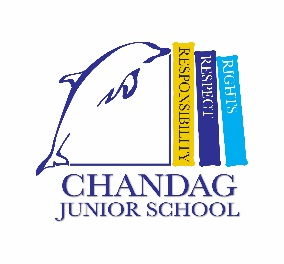 RESPONSIBILITY
RESPECT
RIGHTS
CHANDAG
JUNIOR SCHOOL